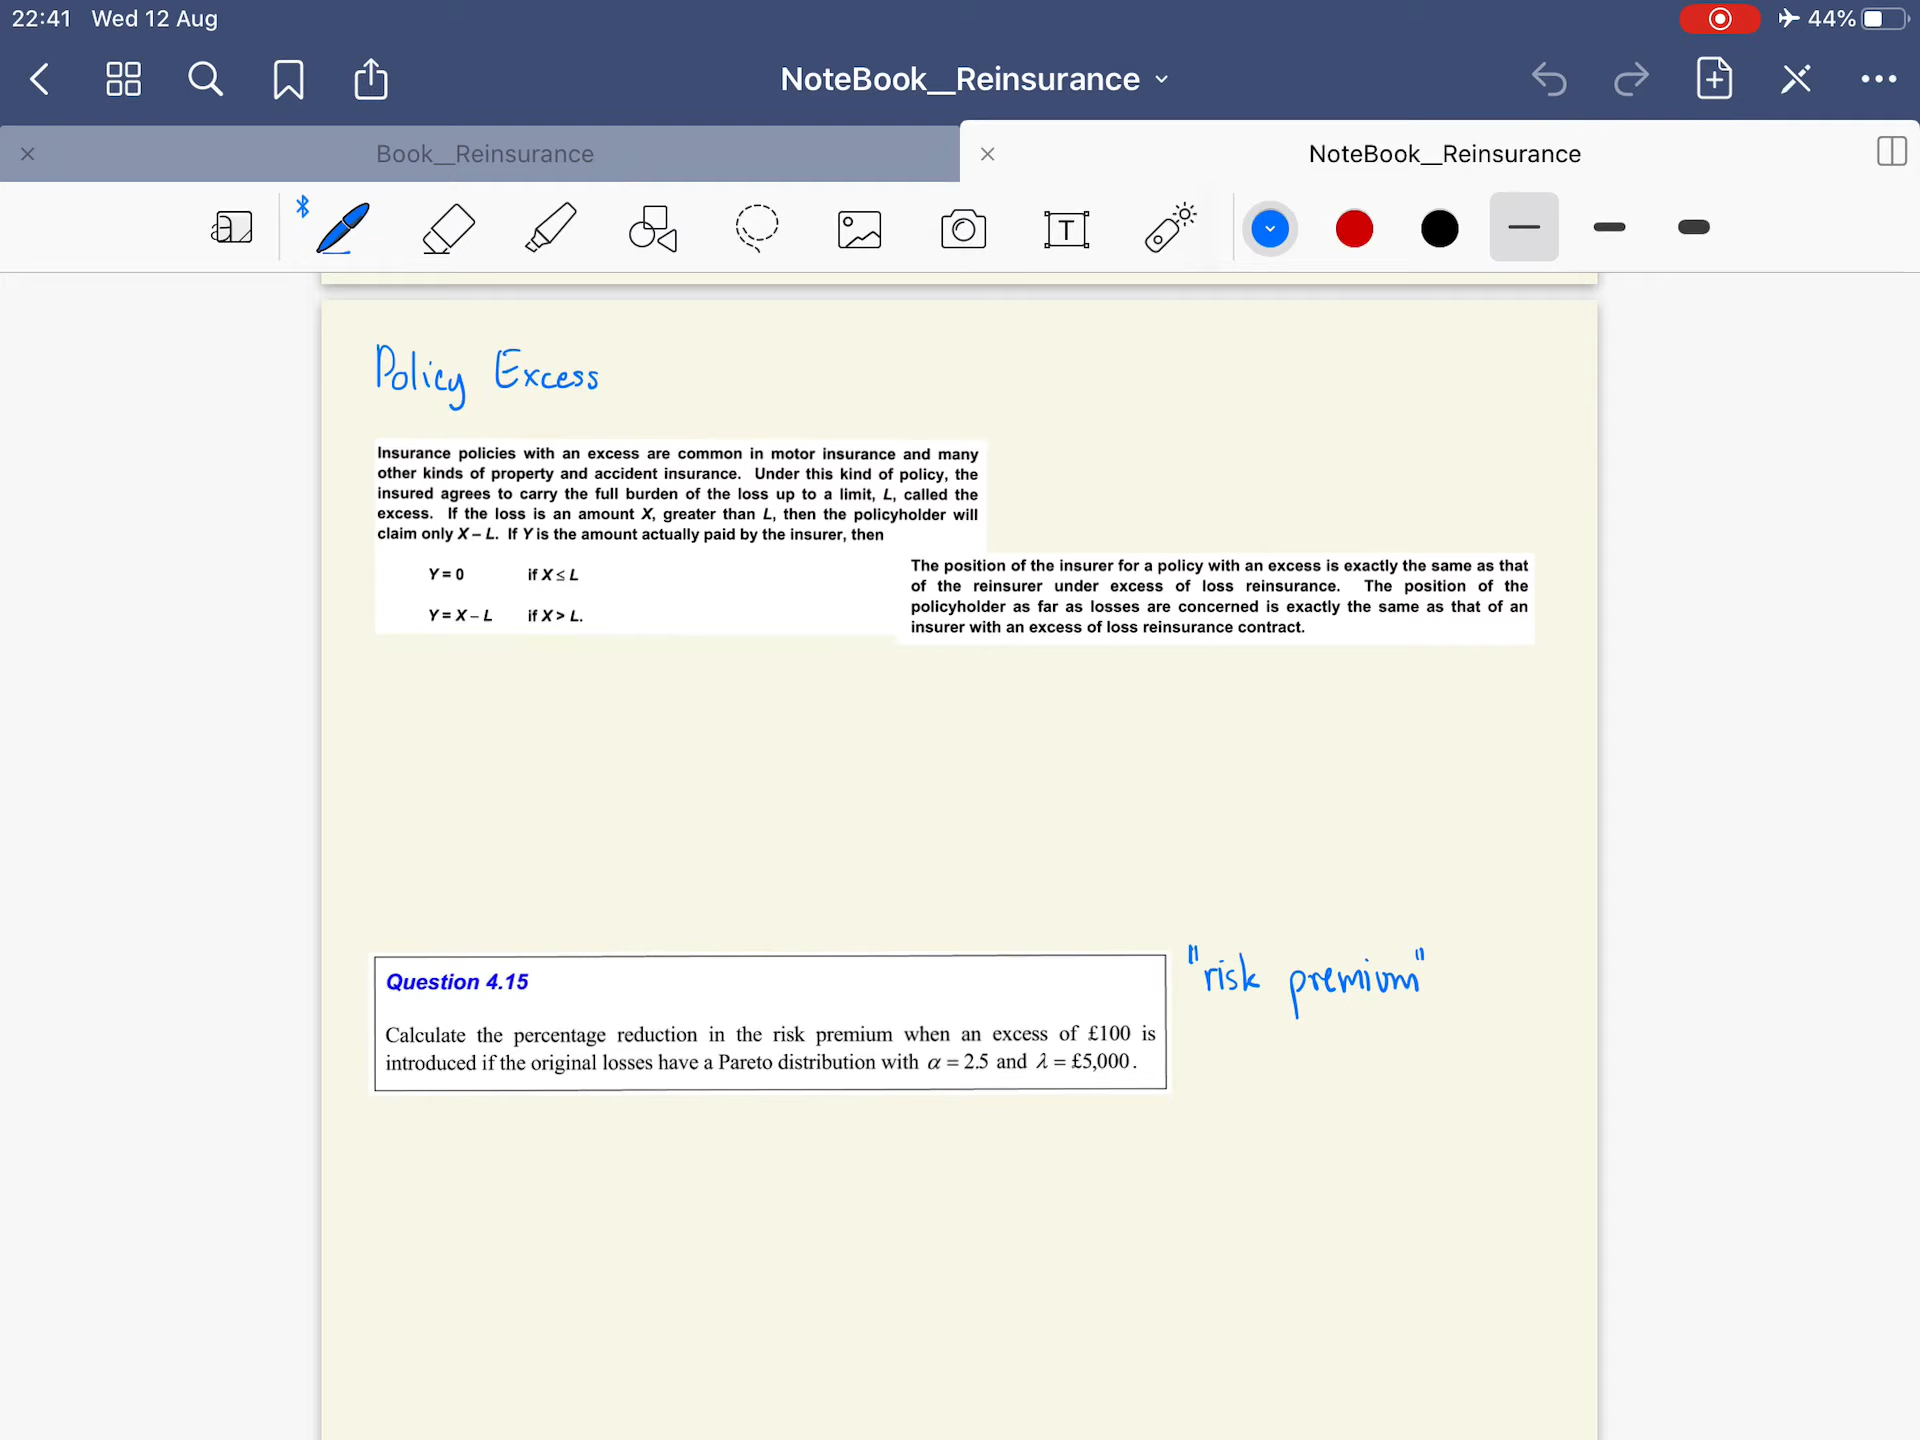 22:41 Wed 12 Aug
44%
NoteBook__Reinsurance
Book__Reinsurance
NoteBook__Reinsurance
T
Policy Excess
Insurance policies with an excess are common in motor insurance and many
other kinds of property and accident insurance. Under this kind of policy, the
insured agrees to carry the full burden of the loss up to a limit, L, called the
excess. If the loss is an amount X, greater than L, then the policyholder will
claim only X – L. If Y is the amount actually paid by the insurer, then
Y = 0 if X ≤ L
Y = X – L if X > L.
The position of the insurer for a policy with an excess is exactly the same as that
of the reinsurer under excess of loss reinsurance. The position of the
policyholder as far as losses are concerned is exactly the same as that of an
insurer with an excess of loss reinsurance contract.
Question 4.15
"risk premium"
Calculate the percentage reduction in the risk premium when an excess of £100 is
introduced if the original losses have a Pareto distribution with α = 2.5 and λ = £5,000.